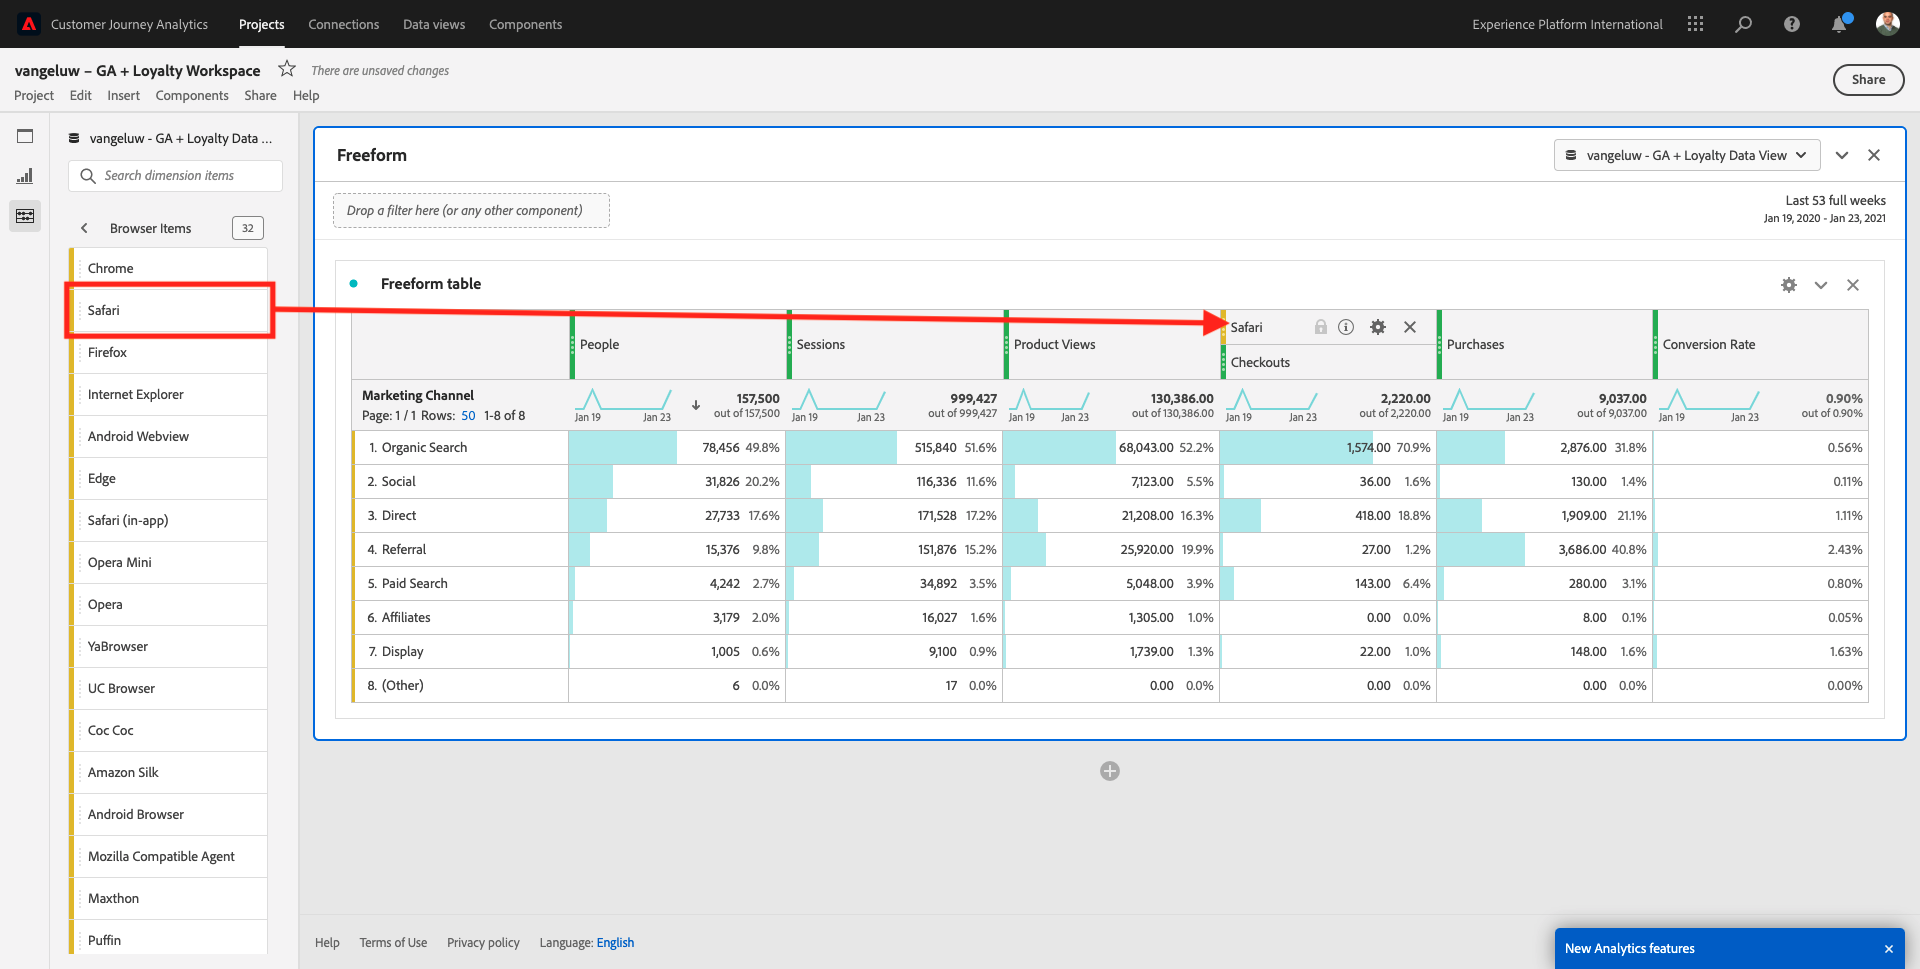 Customer Journey Analytics Projects Connections Data views Components Experience Platform International
vangeluw – GA + Loyalty Workspace There are unsaved changes
Project Edit Insert Components Share Help
Share
vangeluw - GA + Loyalty Data ...
Search dimension items
Browser Items 32
Chrome
Safari
Firefox
Internet Explorer
Android Webview
Edge
Safari (in-app)
Opera Mini
Opera
YaBrowser
UC Browser
Coc Coc
Amazon Silk
Android Browser
Mozilla Compatible Agent
Maxthon
Puffin
Freeform
vangeluw - GA + Loyalty Data View
Drop a filter here (or any other component)
Last 53 full weeks
Jan 19, 2020 - Jan 23, 2021
Freeform table
People Sessions Product Views Safari Checkouts Purchases Conversion Rate
Marketing Channel 157,500 999,427 130,386.00 2,220.00 9,037.00 0.90%
Page: 1 / 1 Rows: 50 1-8 of 8 out of 157,500 out of 999,427 out of 130,386.00 out of 2,220.00 out of 9,037.00 out of 0.90%
Jan 19 Jan 23 Jan 19 Jan 23 Jan 19 Jan 23 Jan 19 Jan 23 Jan 19 Jan 23 Jan 19 Jan 23
1. Organic Search 78,456 49.8% 515,840 51.6% 68,043.00 52.2% 1,574.00 70.9% 2,876.00 31.8% 0.56%
2. Social 31,826 20.2% 116,336 11.6% 7,123.00 5.5% 36.00 1.6% 130.00 1.4% 0.11%
3. Direct 27,733 17.6% 171,528 17.2% 21,208.00 16.3% 418.00 18.8% 1,909.00 21.1% 1.11%
4. Referral 15,376 9.8% 151,876 15.2% 25,920.00 19.9% 27.00 1.2% 3,686.00 40.8% 2.43%
5. Paid Search 4,242 2.7% 34,892 3.5% 5,048.00 3.9% 143.00 6.4% 280.00 3.1% 0.80%
6. Affiliates 3,179 2.0% 16,027 1.6% 1,305.00 1.0% 0.00 0.0% 8.00 0.1% 0.05%
7. Display 1,005 0.6% 9,100 0.9% 1,739.00 1.3% 22.00 1.0% 148.00 1.6% 1.63%
8. (Other) 6 0.0% 17 0.0% 0.00 0.0% 0.00 0.0% 0.00 0.0% 0.00%
Help Terms of Use Privacy policy Language: English
New Analytics features